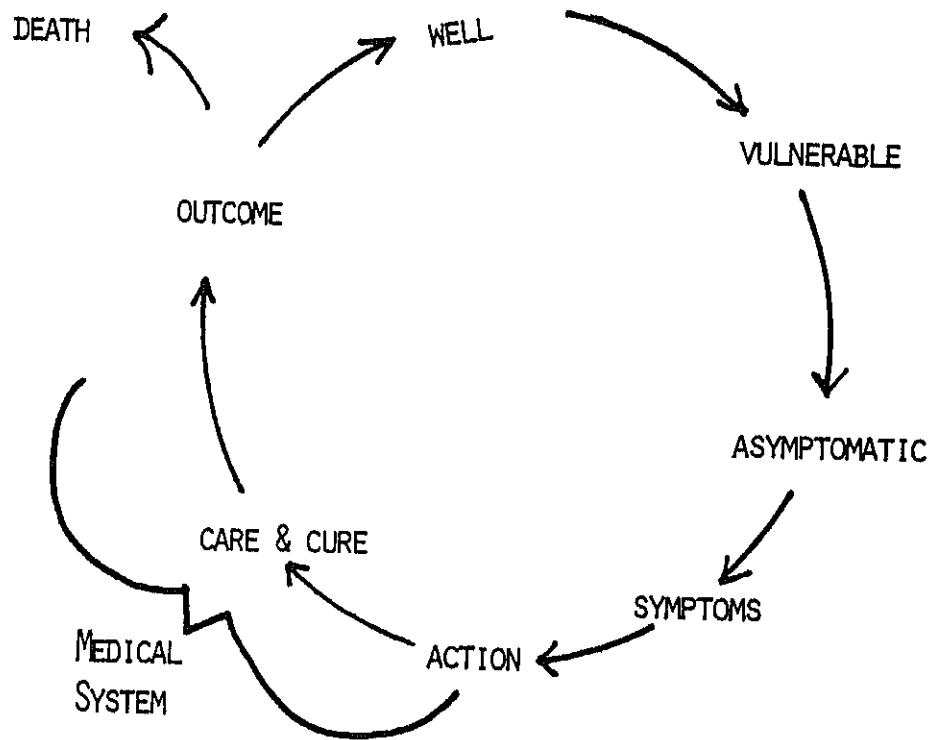 DEATH
WELL
VULNERABLE
OUTCOME
ASYMPTOMATIC
CARE & CURE
SYMPTOMS
ACTION
MEDICAL
SYSTEM